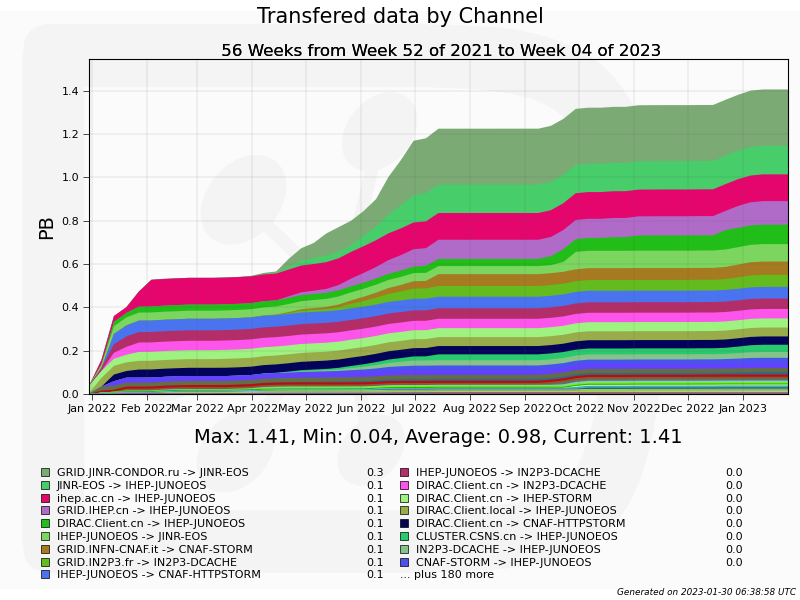 Transfered data by Channel
56 Weeks from Week 52 of 2021 to Week 04 of 2023
PB
1.4
1.2
1.0
0.8
0.6
0.4
0.2
0.0
Jan 2022 Feb 2022 Mar 2022 Apr 2022 May 2022 Jun 2022 Jul 2022 Aug 2022 Sep 2022 Oct 2022 Nov 2022 Dec 2022 Jan 2023
Max: 1.41, Min: 0.04, Average: 0.98, Current: 1.41
GRID.JINR-CONDOR.ru -> JINR-EOS 0.3
JINR-EOS -> IHEP-JUNOEOS 0.1
ihep.ac.cn -> IHEP-JUNOEOS 0.1
GRID.IHEP.cn -> IHEP-JUNOEOS 0.1
DIRAC.Client.cn -> IHEP-JUNOEOS 0.1
IHEP-JUNOEOS -> JINR-EOS 0.1
GRID.INFN-CNAF.it -> CNAF-STORM 0.1
GRID.IN2P3.fr -> IN2P3-DCACHE 0.1
IHEP-JUNOEOS -> CNAF-HTTPSTORM 0.1
IHEP-JUNOEOS -> IN2P3-DCACHE 0.0
DIRAC.Client.cn -> IN2P3-DCACHE 0.0
DIRAC.Client.cn -> IHEP-STORM 0.0
DIRAC.Client.local -> IHEP-JUNOEOS 0.0
DIRAC.Client.cn -> CNAF-HTTPSTORM 0.0
CLUSTER.CSNS.cn -> IHEP-JUNOEOS 0.0
IN2P3-DCACHE -> IHEP-JUNOEOS 0.0
CNAF-STORM -> IHEP-JUNOEOS 0.0
... plus 180 more
Generated on 2023-01-30 06:38:58 UTC